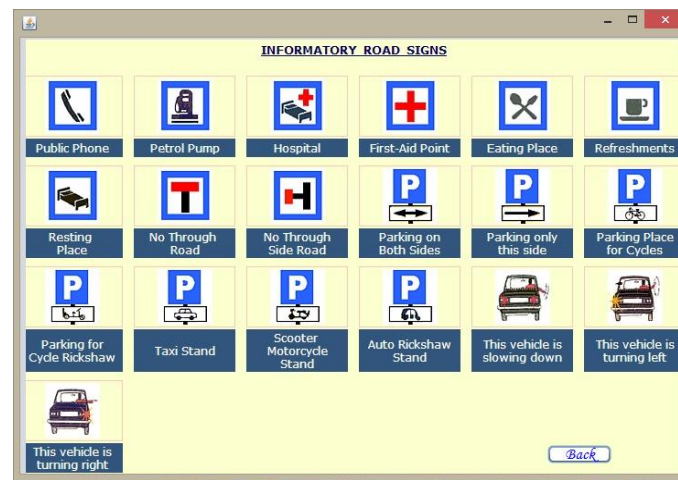 INFORMATORY ROAD SIGNS
Public Phone
Petrol Pump
Hospital
First-Aid Point
Eating Place
Refreshments
Resting
Place
No Through
Road
No Through
Side Road
P
Parking on
Both Sides
P
Parking only
this side
P
Parking Place
for Cycles
P
Parking for
Cycle Rickshaw
P
Taxi Stand
P
Scooter
Motorcycle
Stand
P
Auto Rickshaw
Stand
This vehicle is
slowing down
This vehicle is
turning left
This vehicle is
turning right
Back